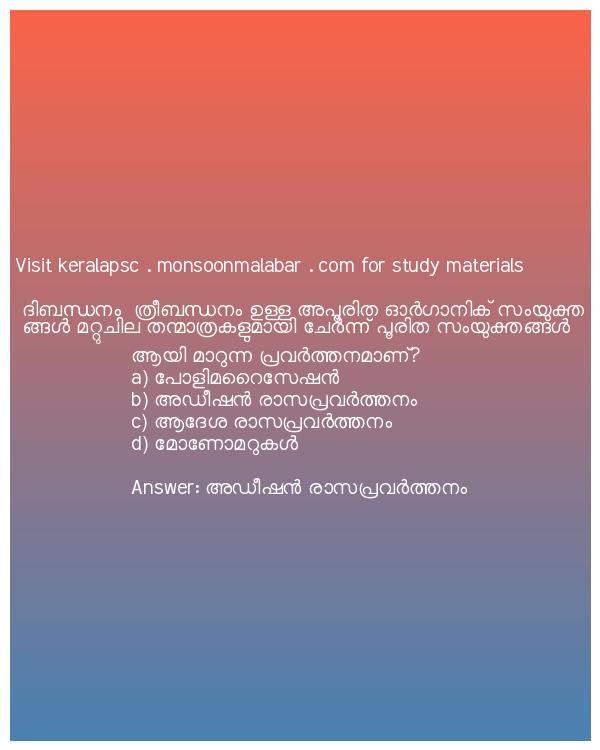 Visit keralapsc . monsoonmalabar . com for study materials
ദിബന്ധനം  ത്രീബന്ധനം ഉള്ള അപൂരിത ഓർഗാനിക് സംയുക്ത
ങ്ങൾ മറ്റുചില തന്മാത്രകളുമായി ചേർന്ന് പൂരിത സംയുക്തങ്ങൾ
ആയി മാറുന്ന പ്രവർത്തനമാണ്?
a) പോളിമറൈസേഷൻ
b) അഡീഷൻ രാസപ്രവർത്തനം
c) ആദേശ രാസപ്രവർത്തനം
d) മോണോമറുകൾ
Answer: അഡീഷൻ രാസപ്രവർത്തനം